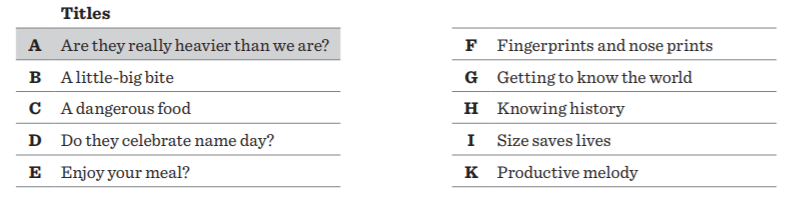 Titles
A Are they really heavier than we are?
B A little-big bite
C A dangerous food
D Do they celebrate name day?
E Enjoy your meal?
F Fingerprints and nose prints
G Getting to know the world
H Knowing history
I Size saves lives
K Productive melody